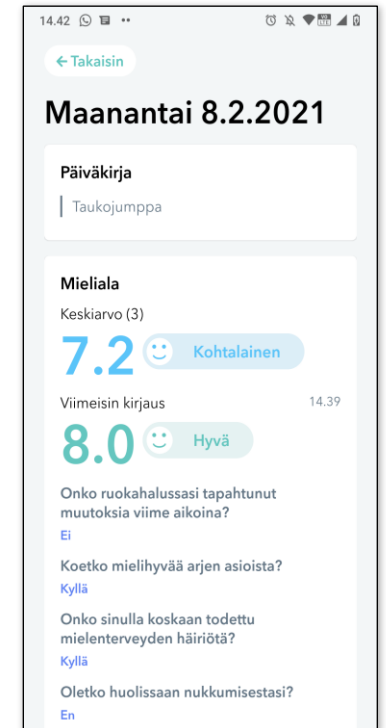 14.42
← Takaisin
Maanantai 8.2.2021
Päiväkirja
Taukojumppa
Mieliala
Keskiarvo (3)
7.2 Kohtalainen
Viimeisin kirjaus 14.39
8.0 Hyvä
Onko ruokahalussasi tapahtunut
muutoksia viime aikoina?
Ei
Koetko mielihyvää arjen asioista?
Kyllä
Onko sinulla koskaan todettu
mielenterveyden häiriötä?
Kyllä
Oletko huolissaan nukkumisestasi?
En